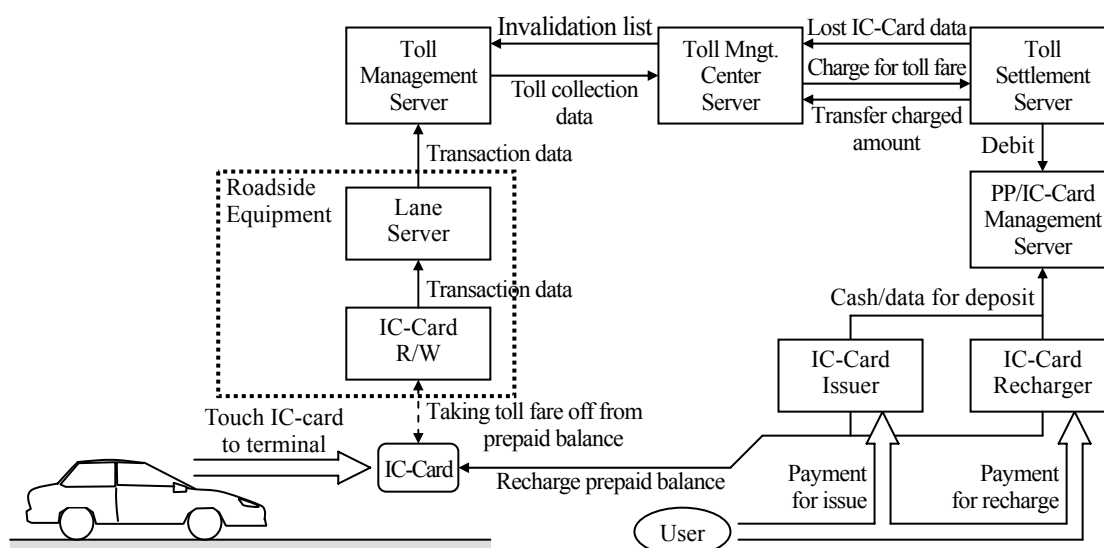 Toll
Management
Server
Invalidation list
Toll collection
data
Toll Mngt.
Center
Server
Lost IC-Card data
Charge for toll fare
Transfer charged
amount
Toll
Settlement
Server
Transaction data
Debit
Roadside
Equipment
Lane
Server
PP/IC-Card
Management
Server
Transaction data
Cash/data for deposit
IC-Card
R/W
IC-Card
Issuer
IC-Card
Recharger
Touch IC-card
to terminal
Taking toll fare off from
prepaid balance
IC-Card
Recharge prepaid balance
Payment
for issue
Payment
for recharge
User